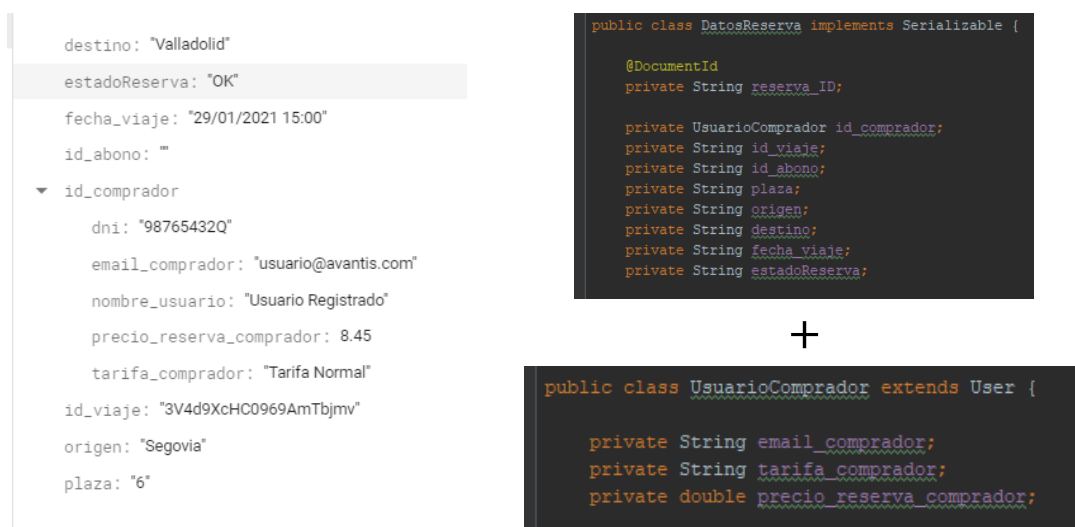 destino: "Valladolid"
estadoReserva: "OK"
fecha_viaje: "29/01/2021 15:00"
id_abono: ""
id_comprador
dni: "98765432Q"
email_comprador: "usuario@avantis.com"
nombre_usuario: "Usuario Registrado"
precio_reserva_comprador: 8.45
tarifa_comprador: "Tarifa Normal"
id_viaje: "3V4d9XcHC0969AmTbjmv"
origen: "Segovia"
plaza: "6"
public class DatosReserva implements Serializable {
@DocumentId
private String reserva_ID;
private UsuarioComprador id_comprador;
private String id_viaje;
private String id_abono;
private String plaza;
private String origen;
private String destino;
private String fecha_viaje;
private String estadoReserva;
+
public class UsuarioComprador extends User {
private String email_comprador;
private String tarifa_comprador;
private double precio_reserva_comprador;